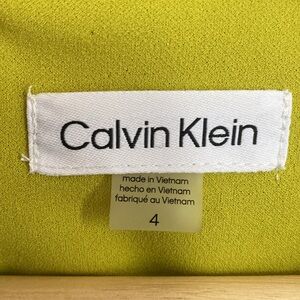 Calvin Klein
made in Vietnam
hecho en Vietnam
fabriqué au Vietnam
4